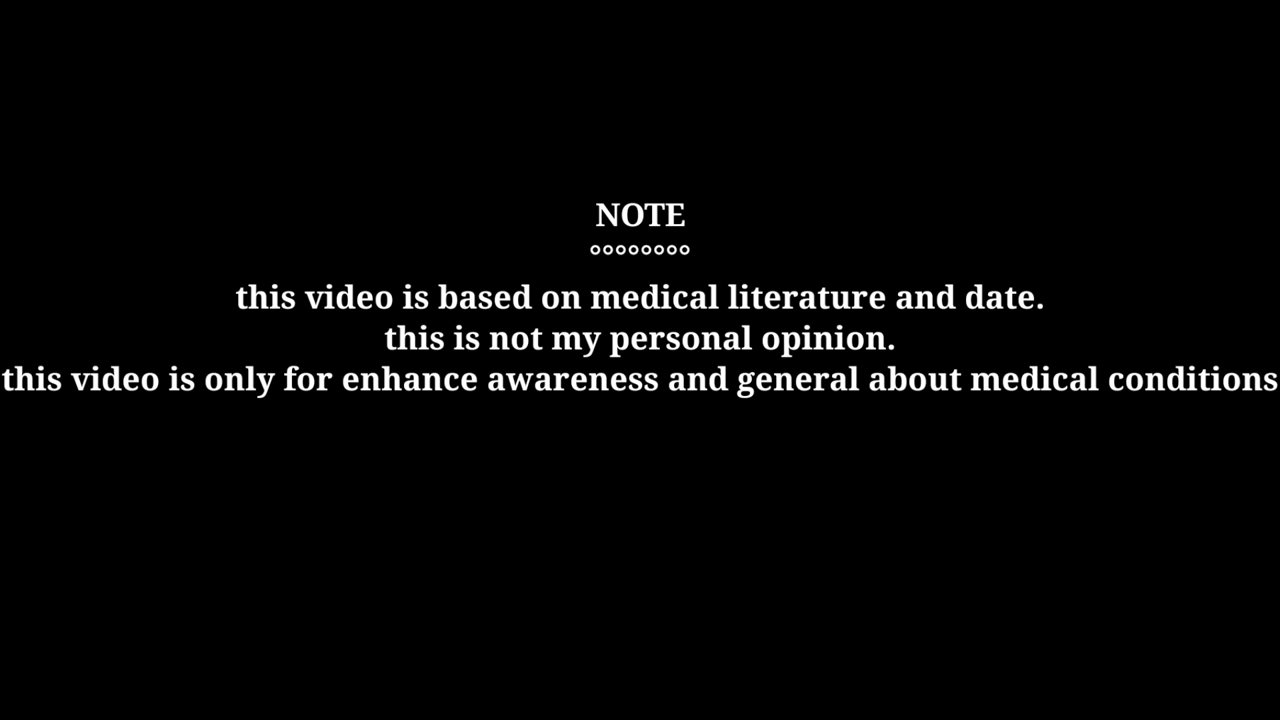 NOTE
°°°°°°°°
this video is based on medical literature and date.
this is not my personal opinion.
this video is only for enhance awareness and general about medical conditions